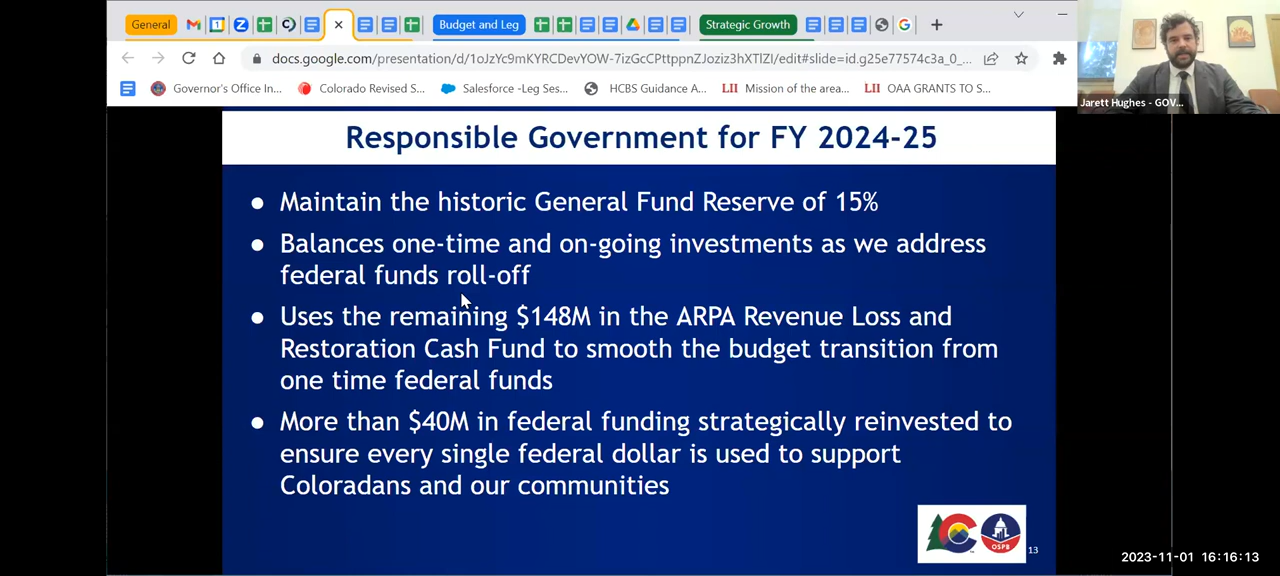 General
Budget and Leg
Strategic Growth
docs.google.com/presentation/d/1oJzYc9mKYRCDevYOW-7izGcCPttppnZJoziz3hXTlZI/edit#slide=id.g25e77574c3a_0_...
Governor's Office In...
Colorado Revised S...
Salesforce -Leg Ses...
HCBS Guidance A...
LII
Mission of the area...
LII
OAA GRANTS TO S...
Jarett Hughes - GOV...
Responsible Government for FY 2024-25
● Maintain the historic General Fund Reserve of 15%
● Balances one-time and on-going investments as we address
federal funds roll-off
● Uses the remaining $148M in the ARPA Revenue Loss and
Restoration Cash Fund to smooth the budget transition from
one time federal funds
● More than $40M in federal funding strategically reinvested to
ensure every single federal dollar is used to support
Coloradans and our communities
OSPB
13
2023-11-01 16:16:13